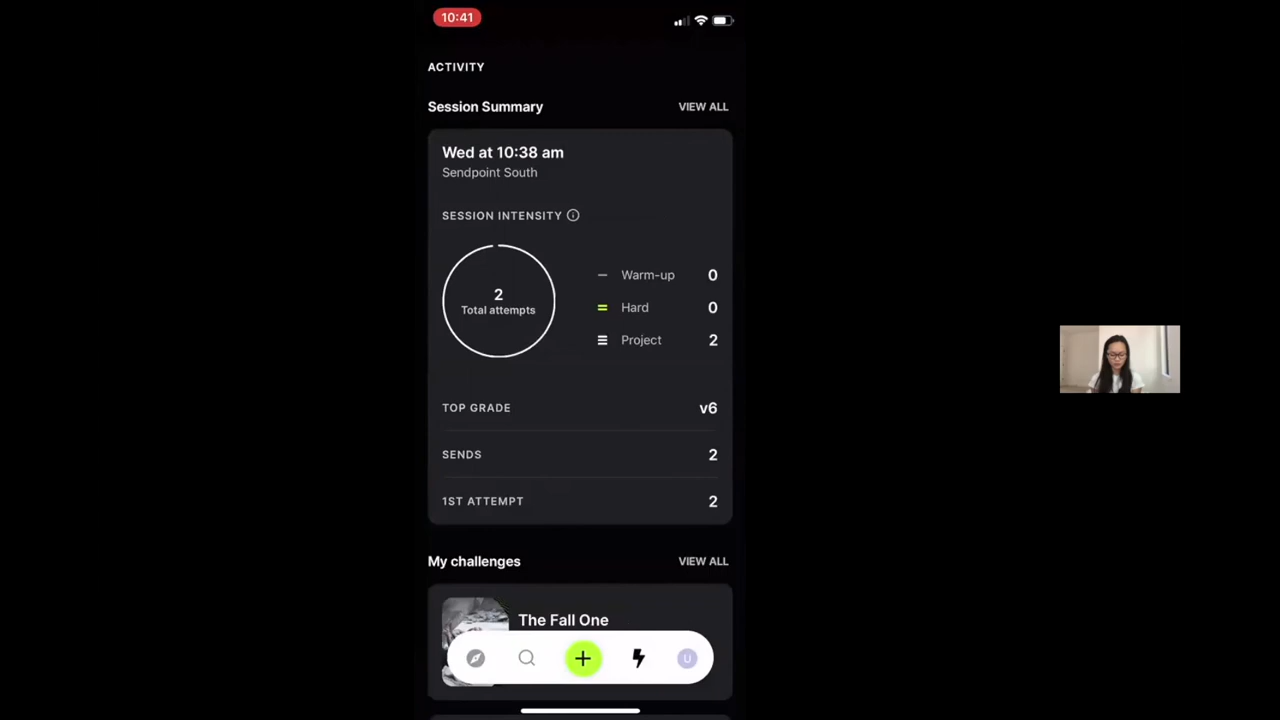 10:41
ACTIVITY
Session Summary VIEW ALL
Wed at 10:38 am
Sendpoint South
SESSION INTENSITY
2
Total attempts
Warm-up 0
Hard 0
Project 2
TOP GRADE v6
SENDS 2
1ST ATTEMPT 2
My challenges VIEW ALL
The Fall One
U